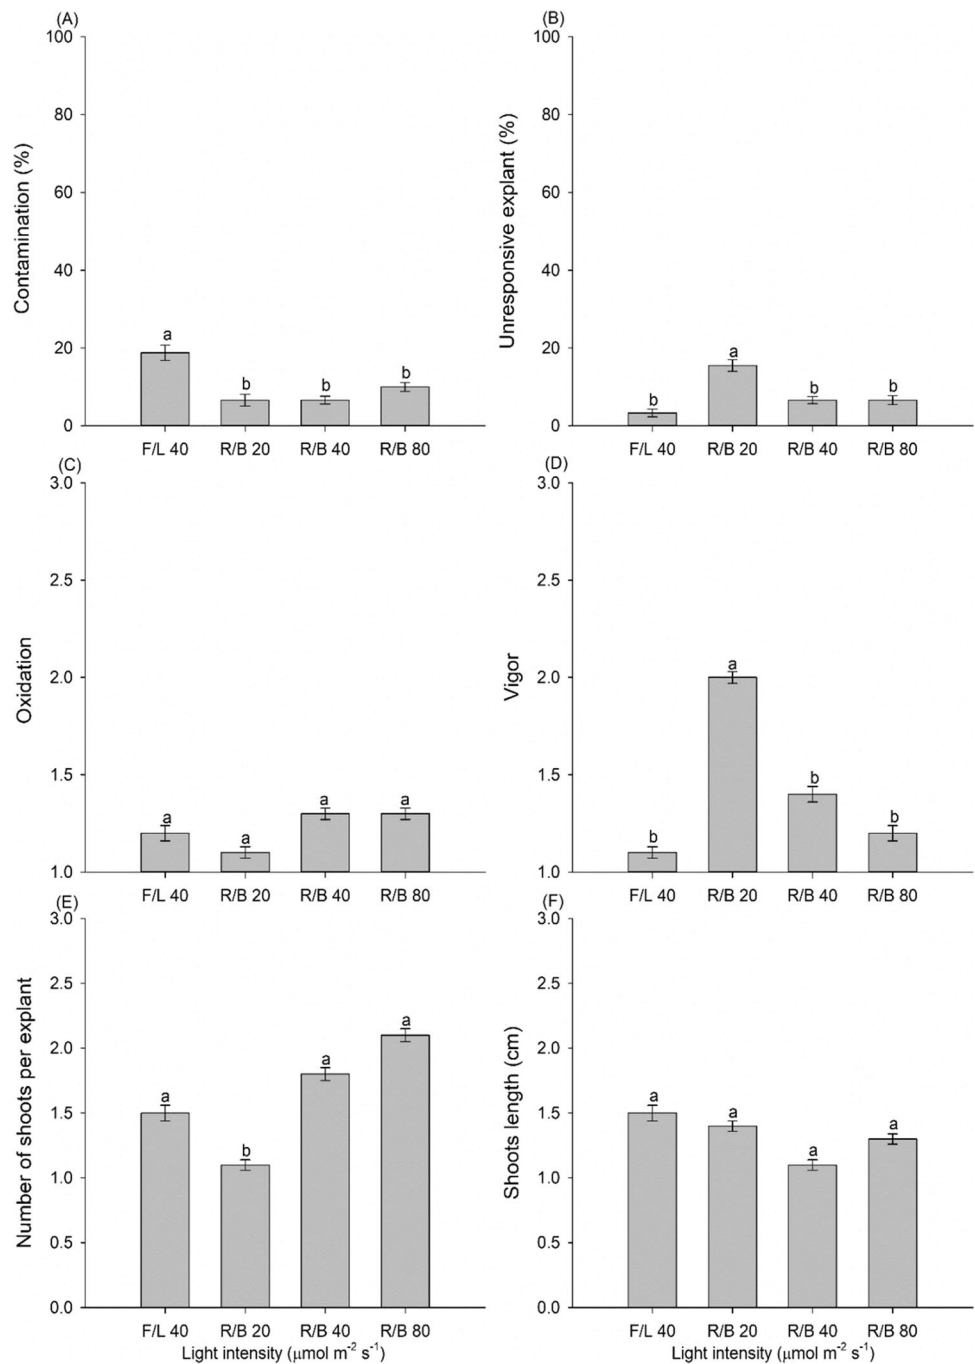 (A)
100
80
60
40
20
0
Contamination (%)
a
b
b
b
F/L 40 R/B 20 R/B 40 R/B 80
(B)
100
80
60
40
20
0
Unresponsive explant (%)
b
a
b
b
F/L 40 R/B 20 R/B 40 R/B 80
(C)
3.0
2.5
2.0
1.5
1.0
Oxidation
a
a
a
a
F/L 40 R/B 20 R/B 40 R/B 80
(D)
3.0
2.5
2.0
1.5
1.0
Vigor
b
a
b
b
F/L 40 R/B 20 R/B 40 R/B 80
(E)
3.0
2.5
2.0
1.5
1.0
0.5
0.0
Number of shoots per explant
a
b
a
a
F/L 40 R/B 20 R/B 40 R/B 80
Light intensity (μmol m⁻² s⁻¹)
(F)
3.0
2.5
2.0
1.5
1.0
0.5
0.0
Shoots length (cm)
a
a
a
a
F/L 40 R/B 20 R/B 40 R/B 80
Light intensity (μmol m⁻² s⁻¹)